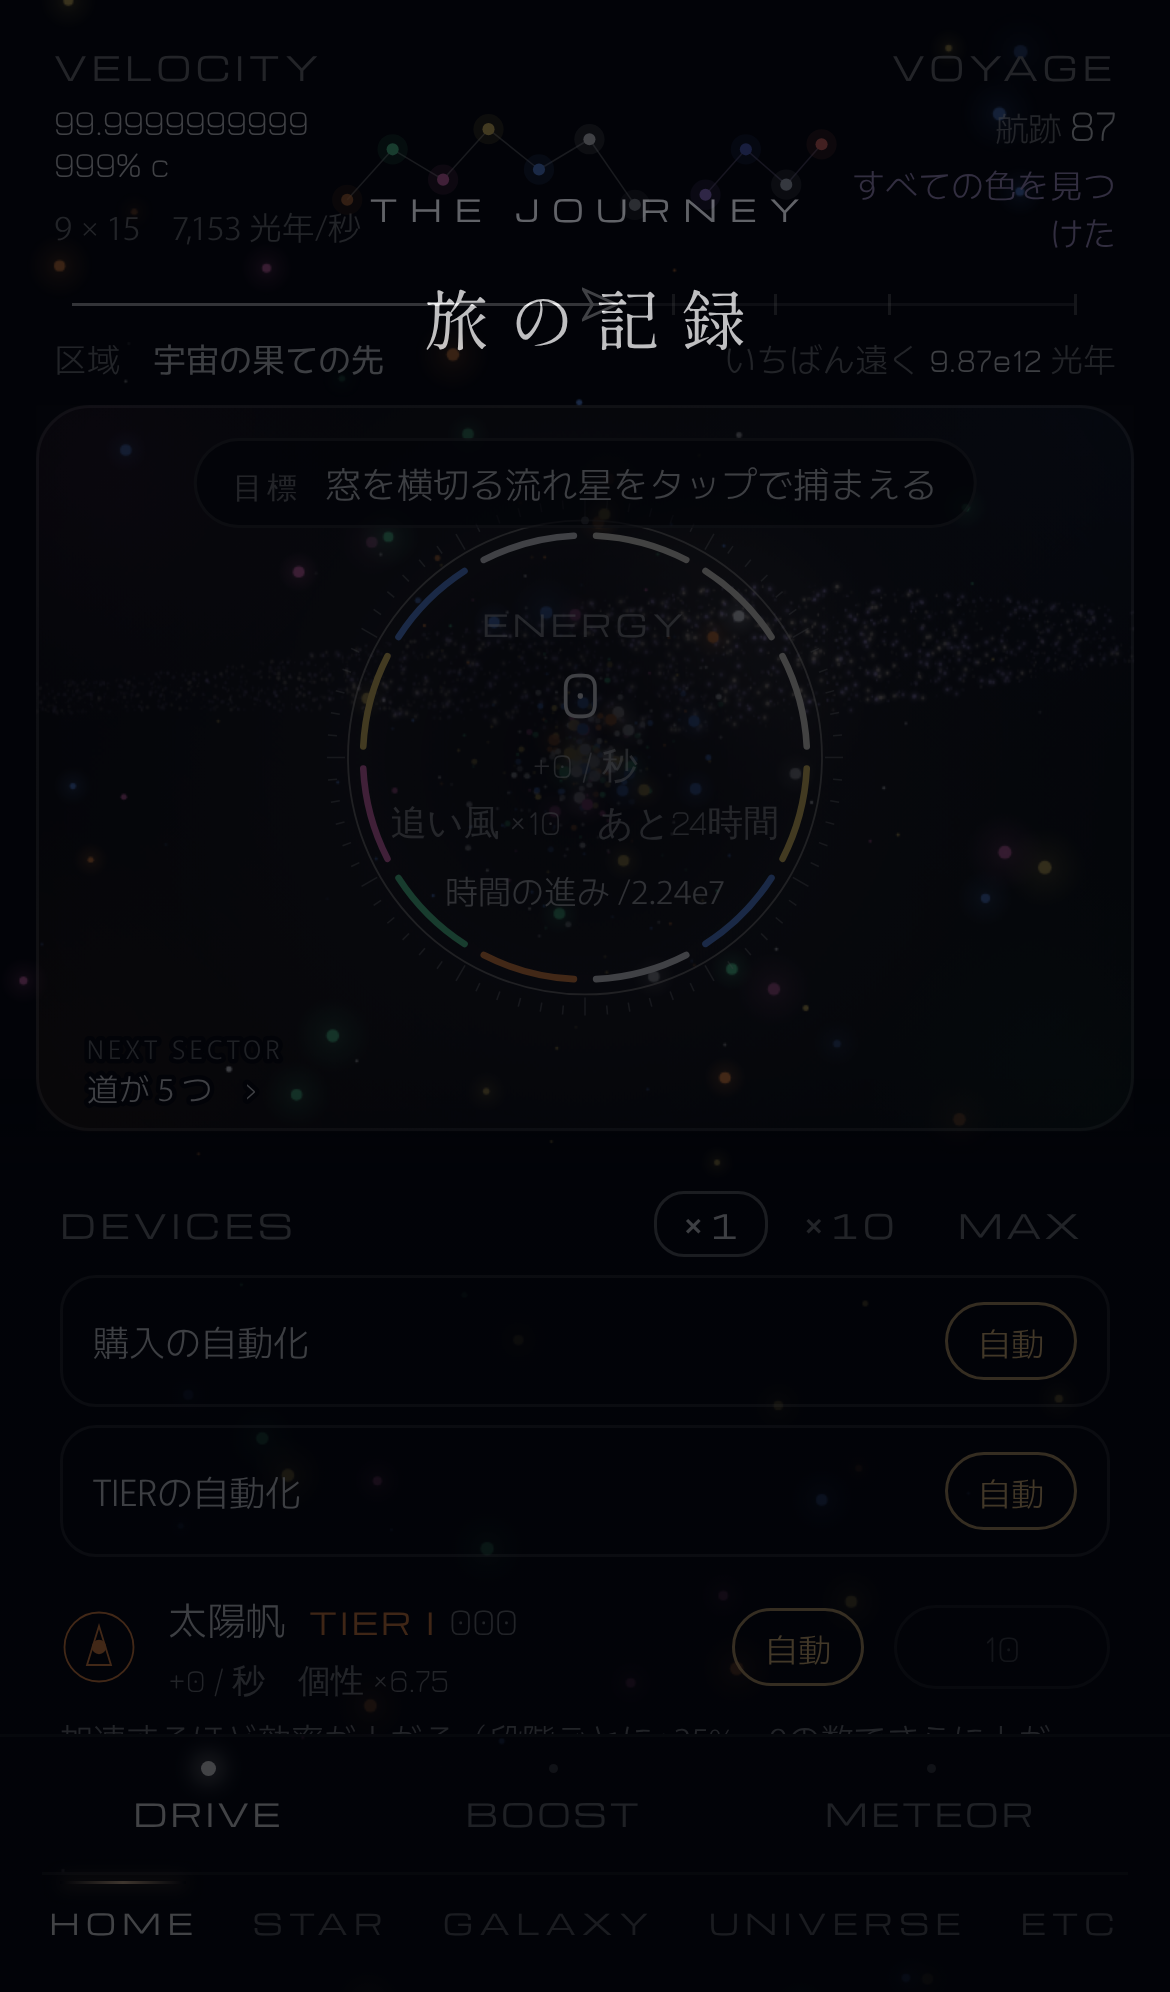 VELOCITY
VOYAGE
99.9999999999
999% c
航跡 87
すべての色を見つ
けた
9 × 15 7,153 光年/秒
THE JOURNEY
旅の記録
区域 宇宙の果ての先
いちばん遠く 9.87e12 光年
目標 窓を横切る流れ星をタップで捕まえる
ENERGY
0
+0 / 秒
追い風 ×10 あと24時間
時間の進み /2.24e7
NEXT SECTOR
道が 5 つ ›
DEVICES
×1 ×10 MAX
購入の自動化 自動
TIERの自動化 自動
太陽帆 TIER I 000
自動 10
+0 / 秒 個性 ×6.75
DRIVE BOOST METEOR
HOME STAR GALAXY UNIVERSE ETC